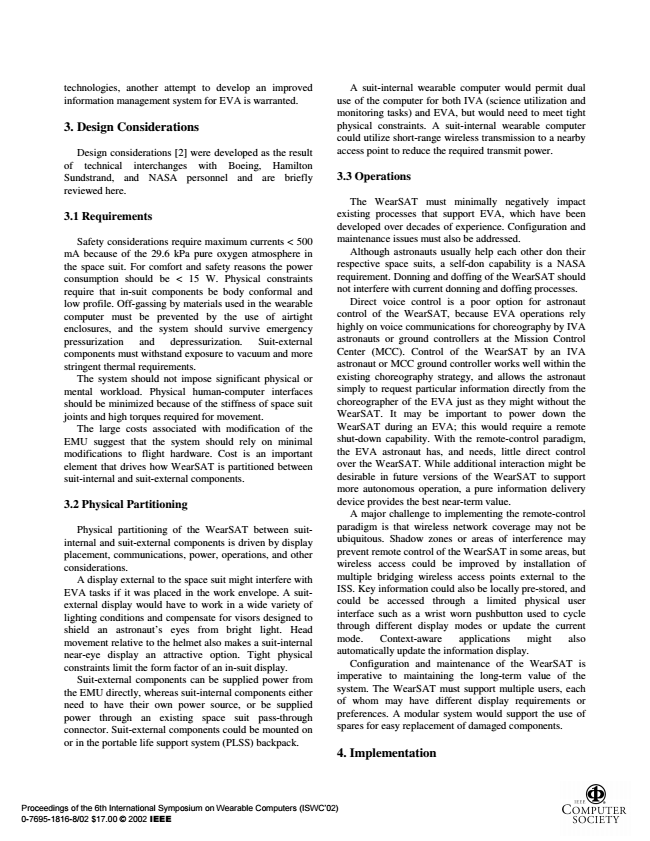 technologies, another attempt to develop an improved
information management system for EVA is warranted.
3. Design Considerations
Design considerations [2] were developed as the result
of technical interchanges with Boeing, Hamilton
Sundstrand, and NASA personnel and are briefly
reviewed here.
3.1 Requirements
Safety considerations require maximum currents < 500
mA because of the 29.6 kPa pure oxygen atmosphere in
the space suit. For comfort and safety reasons the power
consumption should be < 15 W. Physical constraints
require that in-suit components be body conformal and
low profile. Off-gassing by materials used in the wearable
computer must be prevented by the use of airtight
enclosures, and the system should survive emergency
pressurization and depressurization. Suit-external
components must withstand exposure to vacuum and more
stringent thermal requirements.
The system should not impose significant physical or
mental workload. Physical human-computer interfaces
should be minimized because of the stiffness of space suit
joints and high torques required for movement.
The large costs associated with modification of the
EMU suggest that the system should rely on minimal
modifications to flight hardware. Cost is an important
element that drives how WearSAT is partitioned between
suit-internal and suit-external components.
3.2 Physical Partitioning
Physical partitioning of the WearSAT between suit-
internal and suit-external components is driven by display
placement, communications, power, operations, and other
considerations.
A display external to the space suit might interfere with
EVA tasks if it was placed in the work envelope. A suit-
external display would have to work in a wide variety of
lighting conditions and compensate for visors designed to
shield an astronaut's eyes from bright light. Head
movement relative to the helmet also makes a suit-internal
near-eye display an attractive option. Tight physical
constraints limit the form factor of an in-suit display.
Suit-external components can be supplied power from
the EMU directly, whereas suit-internal components either
need to have their own power source, or be supplied
power through an existing space suit pass-through
connector. Suit-external components could be mounted on
or in the portable life support system (PLSS) backpack.
A suit-internal wearable computer would permit dual
use of the computer for both IVA (science utilization and
monitoring tasks) and EVA, but would need to meet tight
physical constraints. A suit-internal wearable computer
could utilize short-range wireless transmission to a nearby
access point to reduce the required transmit power.
3.3 Operations
The WearSAT must minimally negatively impact
existing processes that support EVA, which have been
developed over decades of experience. Configuration and
maintenance issues must also be addressed.
Although astronauts usually help each other don their
respective space suits, a self-don capability is a NASA
requirement. Donning and doffing of the WearSAT should
not interfere with current donning and doffing processes.
Direct voice control is a poor option for astronaut
control of the WearSAT, because EVA operations rely
highly on voice communications for choreography by IVA
astronauts or ground controllers at the Mission Control
Center (MCC). Control of the WearSAT by an IVA
astronaut or MCC ground controller works well within the
existing choreography strategy, and allows the astronaut
simply to request particular information directly from the
choreographer of the EVA just as they might without the
WearSAT. It may be important to power down the
WearSAT during an EVA; this would require a remote
shut-down capability. With the remote-control paradigm,
the EVA astronaut has, and needs, little direct control
over the WearSAT. While additional interaction might be
desirable in future versions of the WearSAT to support
more autonomous operation, a pure information delivery
device provides the best near-term value.
A major challenge to implementing the remote-control
paradigm is that wireless network coverage may not be
ubiquitous. Shadow zones or areas of interference may
prevent remote control of the WearSAT in some areas, but
wireless access could be improved by installation of
multiple bridging wireless access points external to the
ISS. Key information could also be locally pre-stored, and
could be accessed through a limited physical user
interface such as a wrist worn pushbutton used to cycle
through different display modes or update the current
mode. Context-aware applications might also
automatically update the information display.
Configuration and maintenance of the WearSAT is
imperative to maintaining the long-term value of the
system. The WearSAT must support multiple users, each
of whom may have different display requirements or
preferences. A modular system would support the use of
spares for easy replacement of damaged components.
4. Implementation
Proceedings of the 6th International Symposium on Wearable Computers (ISWC'02)
0-7695-1816-8/02 $17.00 © 2002 IEEE
IEEE
COMPUTER
SOCIETY